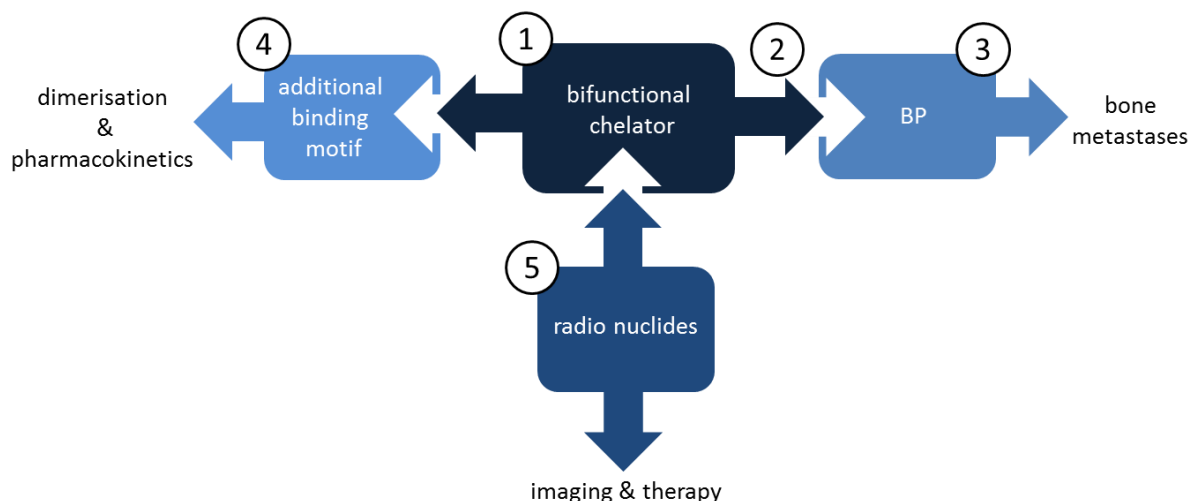 4
1
2
3
additional
binding
motif
bifunctional
chelator
BP
dimerisation
&
pharmacokinetics
bone
metastases
5
radio nuclides
imaging & therapy